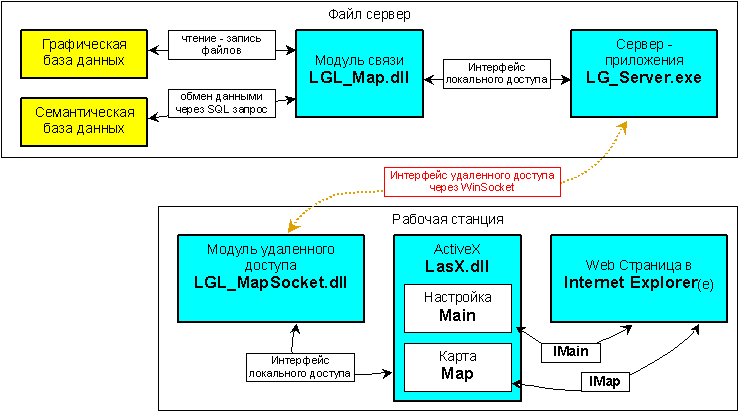 Файл сервер
Графическая
база данных
чтение - запись
файлов
Модуль связи
LGL_Map.dll
Интерфейс
локального доступа
Сервер -
приложения
LG_Server.exe
Семантическая
база данных
обмен данными
через SQL запрос
Интерфейс удаленного доступа
через WinSocket
Рабочая станция
Модуль удаленного
доступа
LGL_MapSocket.dll
ActiveX
LasX.dll
Web Страница в
Internet Explorer(e)
Настройка
Main
Карта
Map
IMain
Интерфейс
локального доступа
IMap